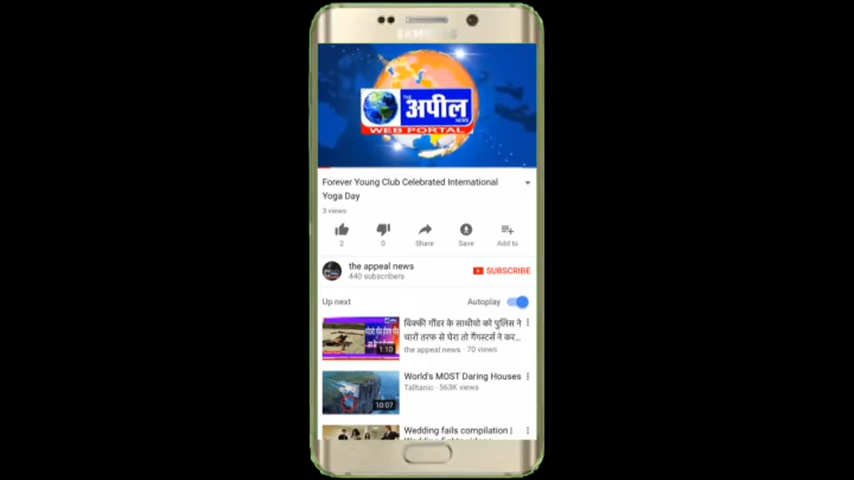 SAMSUNG
THE
अपील
NEWS
WEB PORTAL
Forever Young Club Celebrated International
Yoga Day
3 views
2
0
Share
Save
Add to
the appeal news
440 subscribers
SUBSCRIBE
Up next
Autoplay
विक्की गौंडर के साथीयो को पुलिस ने
चारों तरफ से घेरा तो गैंगस्टर्स ने कर...
the appeal news · 70 views
1:10
World's MOST Daring Houses
Talltanic · 563K views
10:07
Wedding fails compilation |